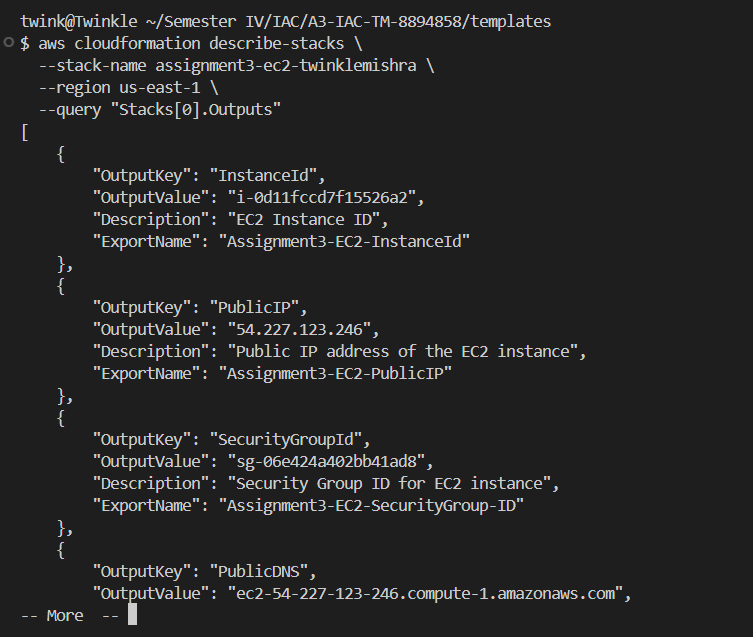 twink@Twinkle ~/Semester IV/IAC/A3-IAC-TM-8894858/templates
$ aws cloudformation describe-stacks \
  --stack-name assignment3-ec2-twinklemishra \
  --region us-east-1 \
  --query "Stacks[0].Outputs"
[
    {
        "OutputKey": "InstanceId",
        "OutputValue": "i-0d11fccd7f15526a2",
        "Description": "EC2 Instance ID",
        "ExportName": "Assignment3-EC2-InstanceId"
    },
    {
        "OutputKey": "PublicIP",
        "OutputValue": "54.227.123.246",
        "Description": "Public IP address of the EC2 instance",
        "ExportName": "Assignment3-EC2-PublicIP"
    },
    {
        "OutputKey": "SecurityGroupId",
        "OutputValue": "sg-06e424a402bb41ad8",
        "Description": "Security Group ID for EC2 instance",
        "ExportName": "Assignment3-EC2-SecurityGroup-ID"
    },
    {
        "OutputKey": "PublicDNS",
        "OutputValue": "ec2-54-227-123-246.compute-1.amazonaws.com",
-- More  --